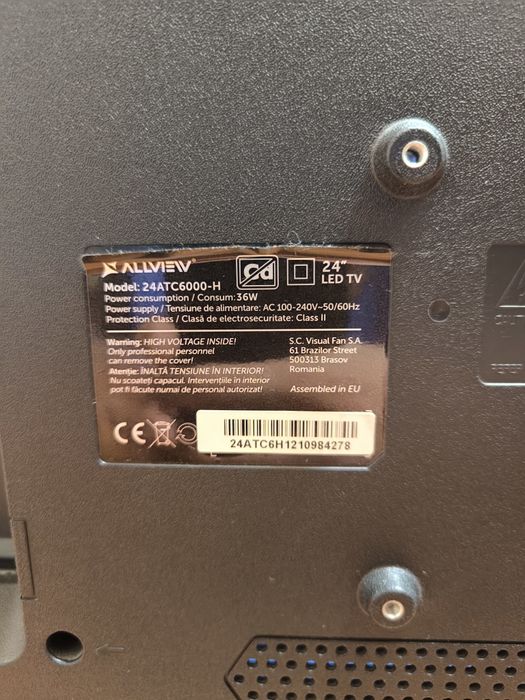 ALLVIEW
Cd
24"
LED TV
Model: 24ATC6000-H
Power consumption / Consum: 36W
Power supply / Tensiune de alimentare: AC 100-240V~50/60Hz
Protection Class / Clasă de electrosecuritate: Class II
Warning: HIGH VOLTAGE INSIDE!
Only professional personnel
can remove the cover!
Atenție: ÎNALTĂ TENSIUNE ÎN INTERIOR!
Nu scoateți capacul. Intervențiile în interior
pot fi făcute numai de personal autorizat!
S.C. Visual Fan S.A.
61 Brazilor Street
500313 Brasov
Romania
Assembled in EU
CE
24ATC6H1210984278